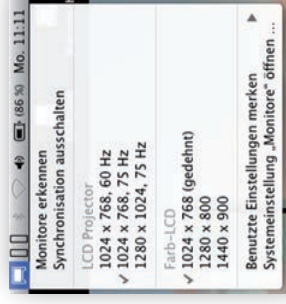 (86 %) Mo. 11:11
Monitore erkennen
Synchronisation ausschalten
LCD Projector
1024 x 768, 60 Hz
✓ 1024 x 768, 75 Hz
1280 x 1024, 75 Hz
Farb-LCD
✓ 1024 x 768 (gedehnt)
1280 x 800
1440 x 900
Benutzte Einstellungen merken
Systemeinstellung „Monitore“ öffnen ...